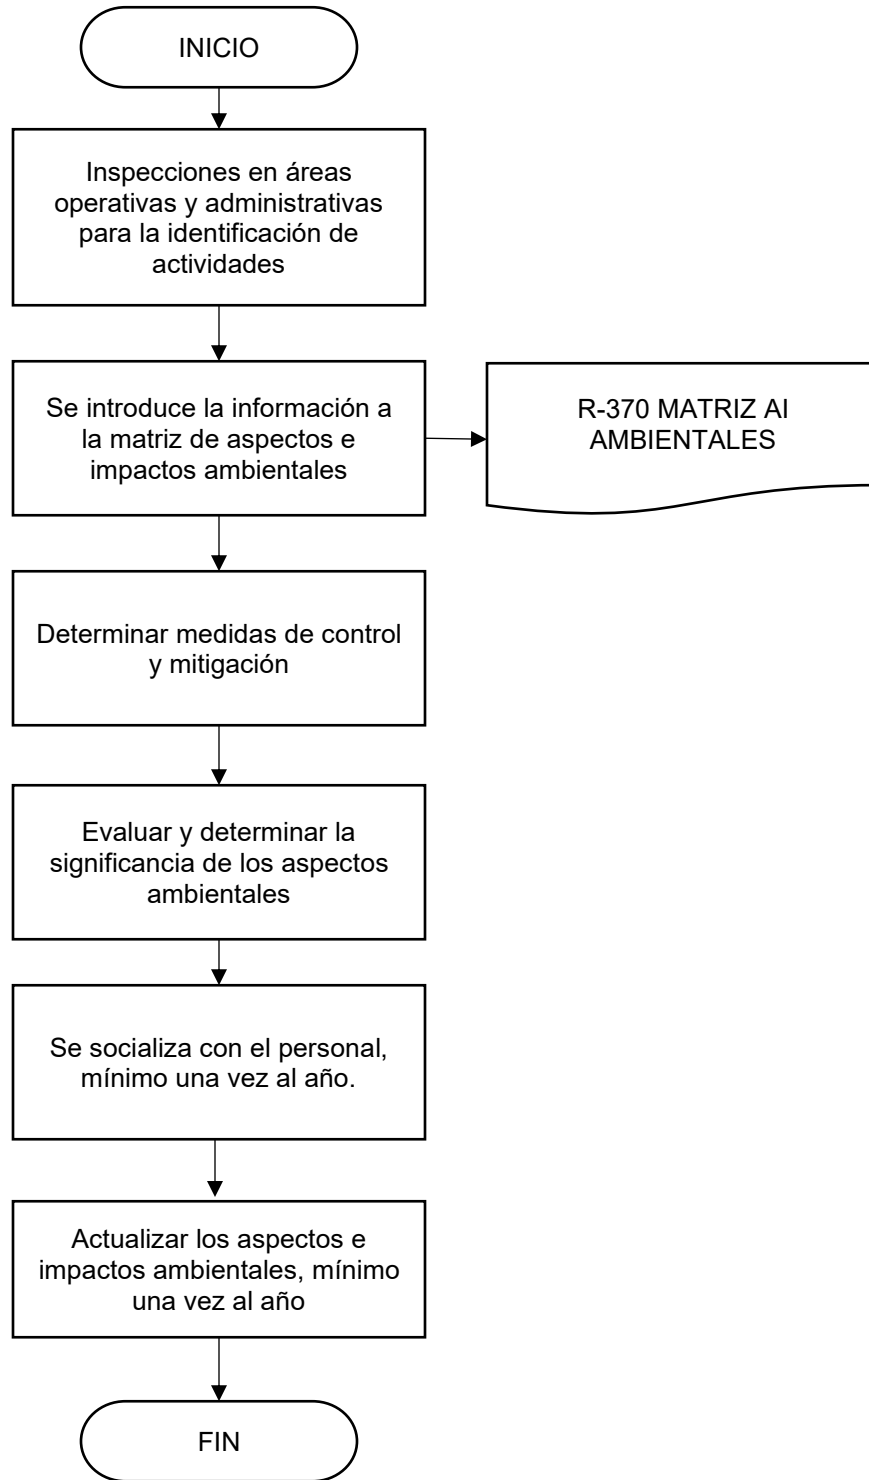 INICIO
Inspecciones en áreas
operativas y administrativas
para la identificación de
actividades
Se introduce la información a
la matriz de aspectos e
impactos ambientales
R-370 MATRIZ AI
AMBIENTALES
Determinar medidas de control
y mitigación
Evaluar y determinar la
significancia de los aspectos
ambientales
Se socializa con el personal,
mínimo una vez al año.
Actualizar los aspectos e
impactos ambientales, mínimo
una vez al año
FIN